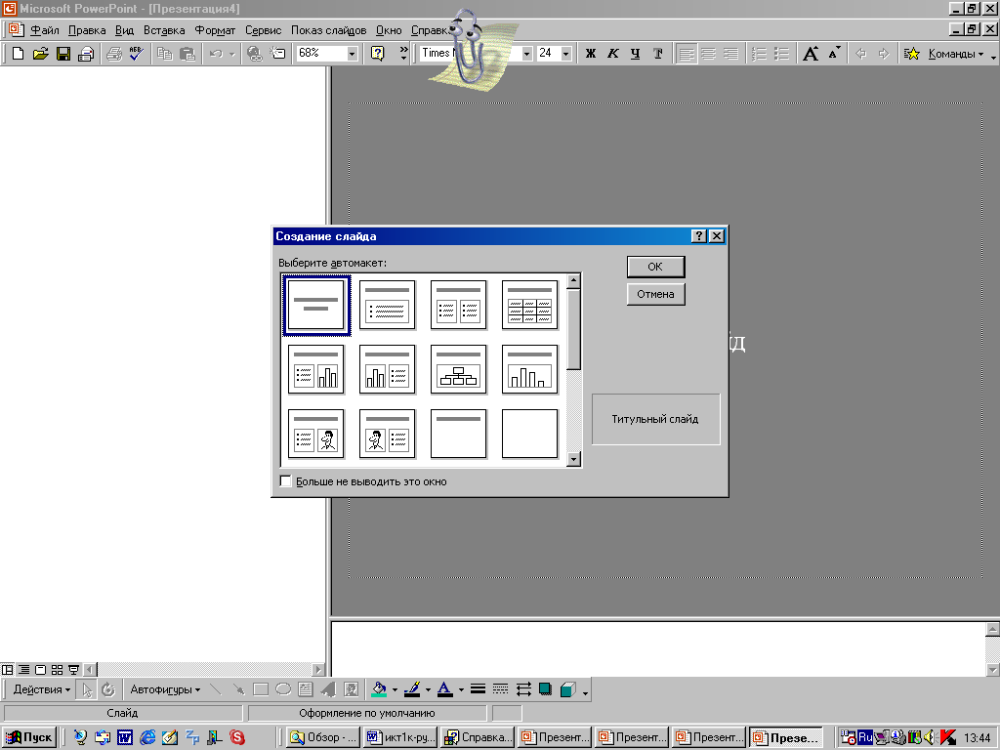 Microsoft PowerPoint - [Презентация4]
Файл Правка Вид Вставка Формат Сервис Показ слайдов Окно Справка
68% Times 24 Ж К Ч Т Команды
Создание слайда
Выберите автомакет:
ОК
Отмена
Титульный слайд
Больше не выводить это окно
Действия Автофигуры
Слайд Оформление по умолчанию
Пуск Обзор -... икт1к-ру... Справка... Презент... Презент... Презент... Презе... Ru 13:44